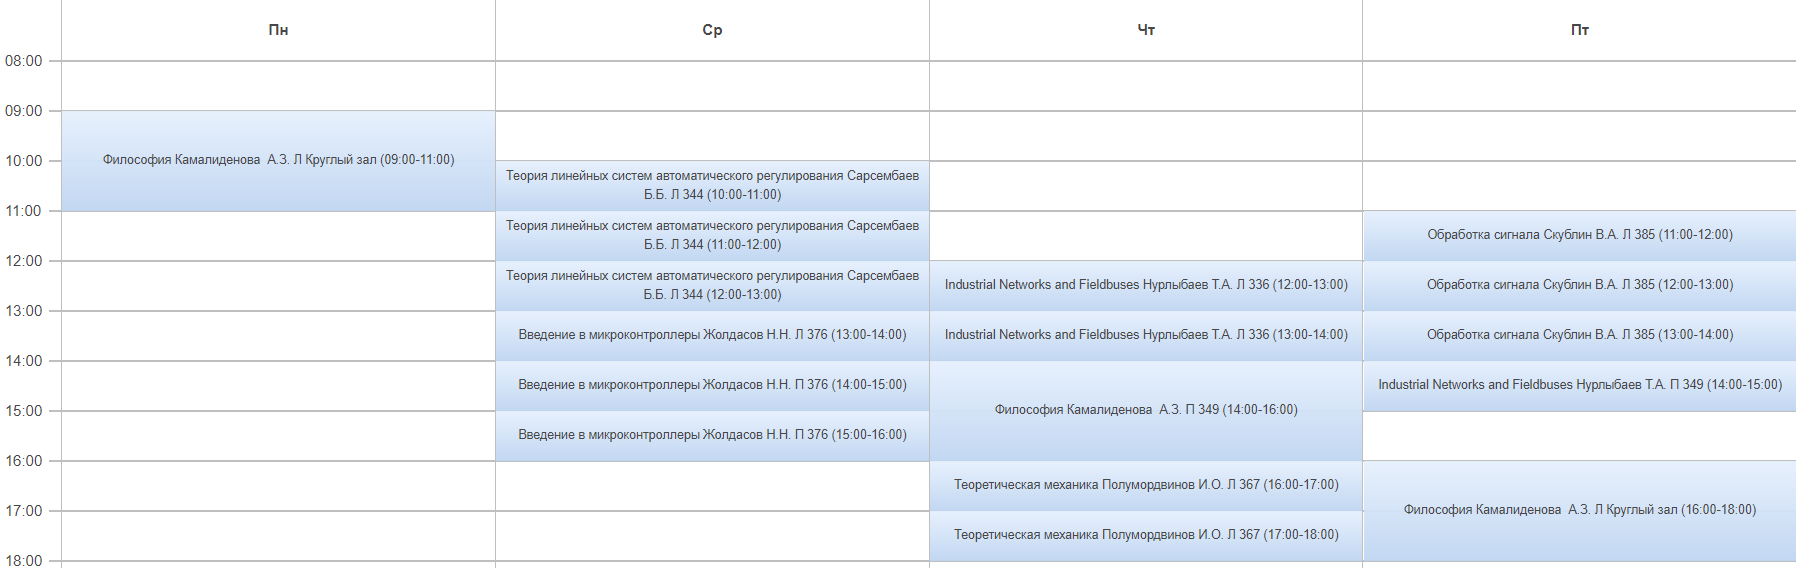 Пн
Ср
Чт
Пт
08:00
09:00
Философия Камалиденова  А.З. Л Круглый зал (09:00-11:00)
10:00
Теория линейных систем автоматического регулирования Сарсембаев
Б.Б. Л 344 (10:00-11:00)
11:00
Теория линейных систем автоматического регулирования Сарсембаев
Б.Б. Л 344 (11:00-12:00)
Обработка сигнала Скублин В.А. Л 385 (11:00-12:00)
12:00
Теория линейных систем автоматического регулирования Сарсембаев
Б.Б. Л 344 (12:00-13:00)
Industrial Networks and Fieldbuses Нурлыбаев Т.А. Л 336 (12:00-13:00)
Обработка сигнала Скублин В.А. Л 385 (12:00-13:00)
13:00
Введение в микроконтроллеры Жолдасов Н.Н. Л 376 (13:00-14:00)
Industrial Networks and Fieldbuses Нурлыбаев Т.А. Л 336 (13:00-14:00)
Обработка сигнала Скублин В.А. Л 385 (13:00-14:00)
14:00
Введение в микроконтроллеры Жолдасов Н.Н. П 376 (14:00-15:00)
Философия Камалиденова  А.З. П 349 (14:00-16:00)
Industrial Networks and Fieldbuses Нурлыбаев Т.А. П 349 (14:00-15:00)
15:00
Введение в микроконтроллеры Жолдасов Н.Н. П 376 (15:00-16:00)
16:00
Теоретическая механика Полумордвинов И.О. Л 367 (16:00-17:00)
Философия Камалиденова  А.З. Л Круглый зал (16:00-18:00)
17:00
Теоретическая механика Полумордвинов И.О. Л 367 (17:00-18:00)
18:00